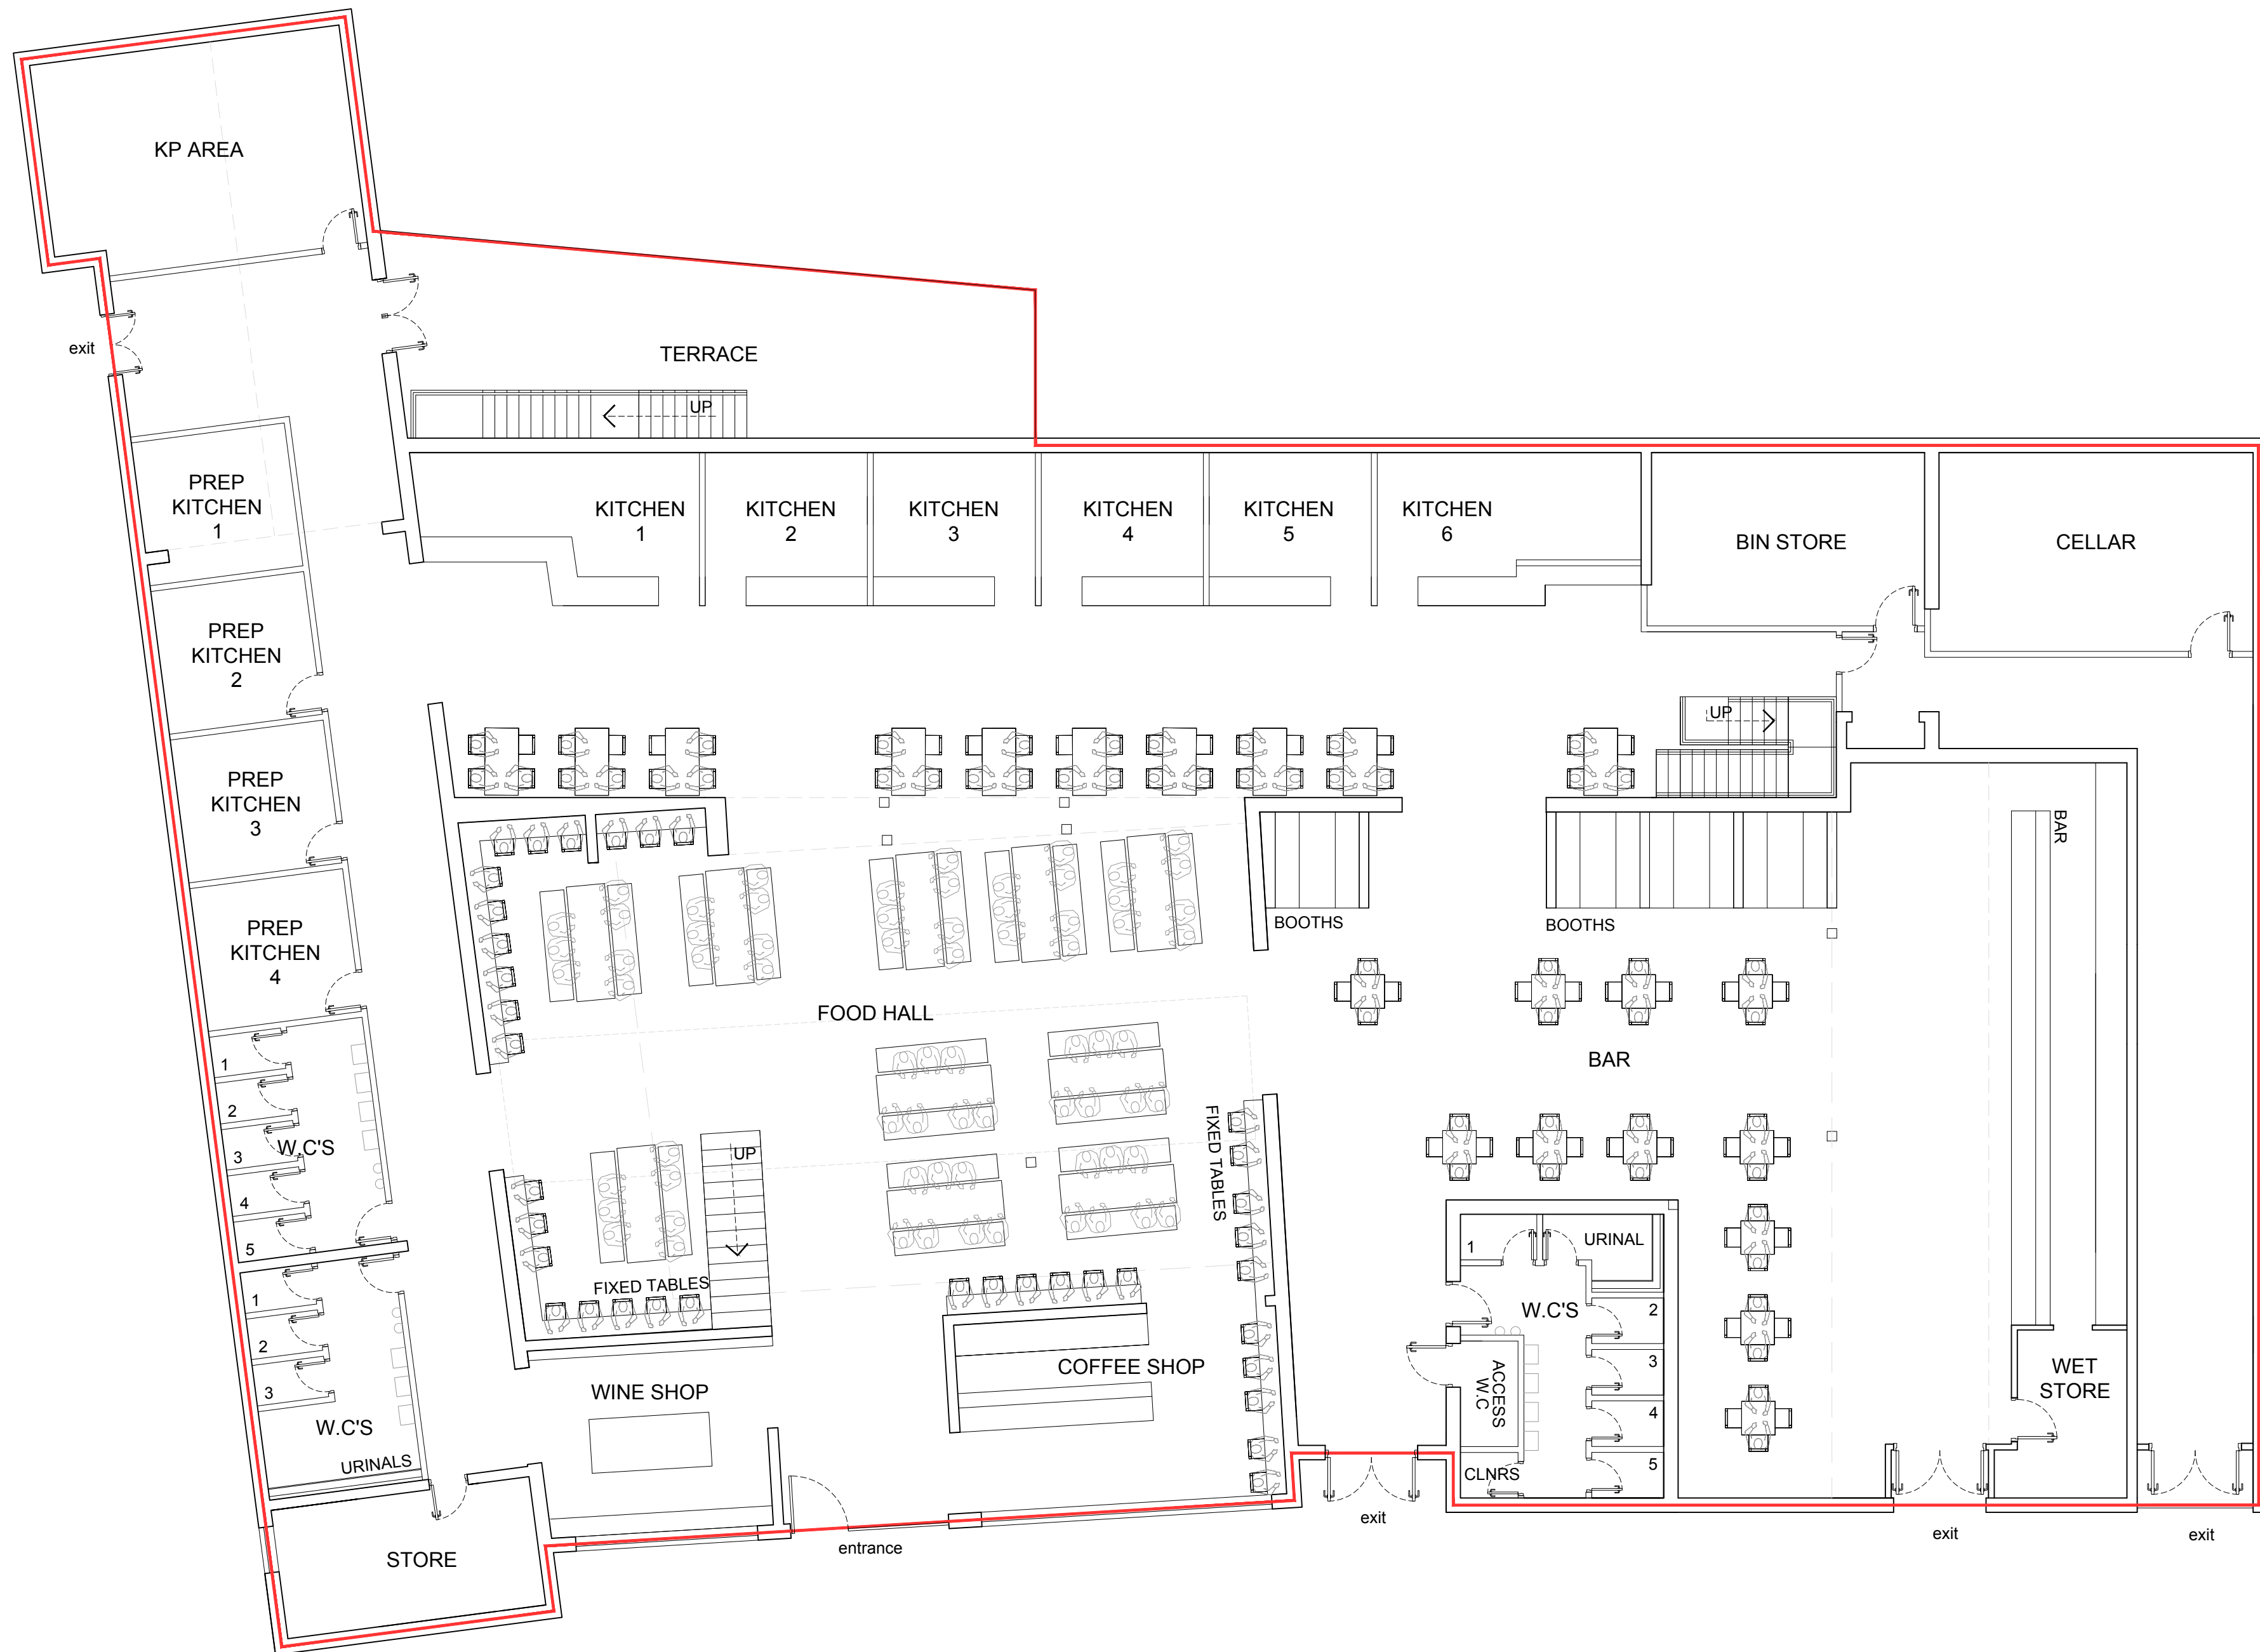 KP AREA
exit
TERRACE
UP
PREP
KITCHEN
1
KITCHEN
1
KITCHEN
2
KITCHEN
3
KITCHEN
4
KITCHEN
5
KITCHEN
6
BIN STORE
CELLAR
PREP
KITCHEN
2
UP
PREP
KITCHEN
3
BAR
PREP
KITCHEN
4
BOOTHS
BOOTHS
FOOD HALL
BAR
1
2
W.C'S
3
4
5
UP
FIXED TABLES
FIXED TABLES
1
URINAL
W.C'S
2
3
4
5
ACCESS
W.C
CLNRS
1
2
3
W.C'S
URINALS
WINE SHOP
COFFEE SHOP
WET
STORE
STORE
entrance
exit
exit
exit